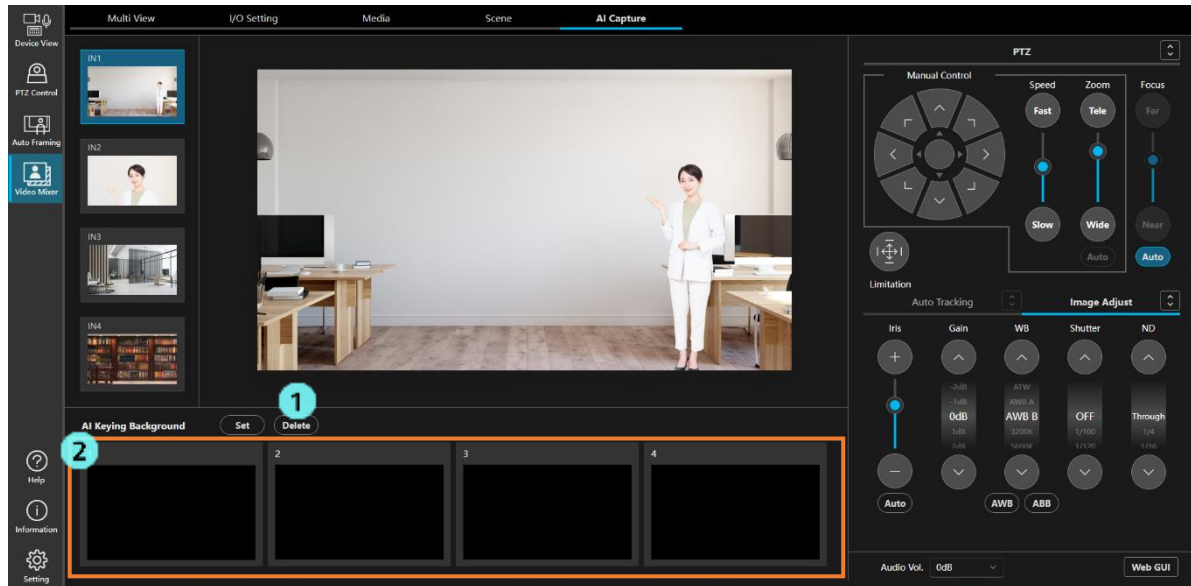 Multi View
I/O Setting
Media
Scene
AI Capture
Device View
PTZ Control
Auto Framing
Video Mixer
Help
Information
Setting
IN1
IN2
IN3
IN4
1
AI Keying Background
Set
Delete
2
2
3
4
PTZ
Manual Control
Speed
Zoom
Focus
Fast
Tele
Far
Slow
Wide
Near
Auto
Auto
Limitation
Auto Tracking
Image Adjust
Iris
Gain
WB
Shutter
ND
-2dB
ATW
-1dB
AWB A
0dB
AWB B
OFF
Through
1dB
3200K
1/100
1/4
2dB
5600K
1/120
1/16
Auto
AWB
ABB
Audio Vol.
0dB
Web GUI